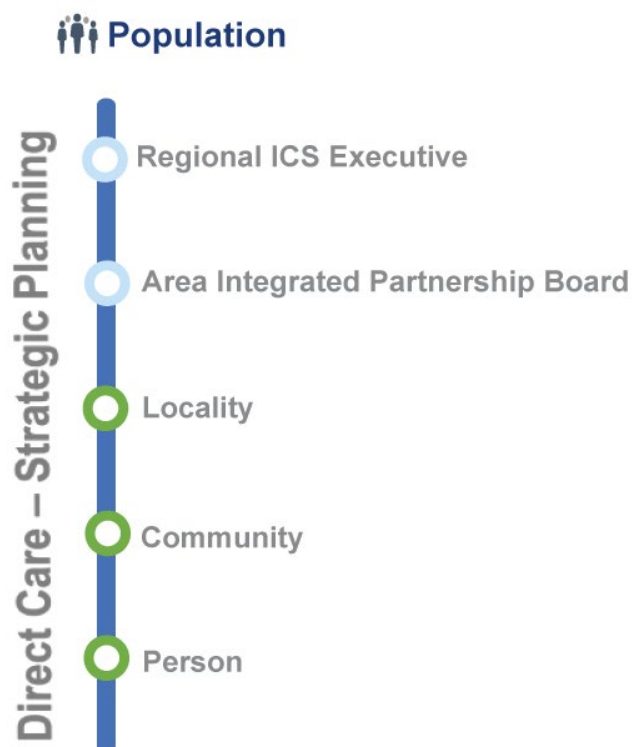 Population
Direct Care – Strategic Planning
Regional ICS Executive
Area Integrated Partnership Board
Locality
Community
Person